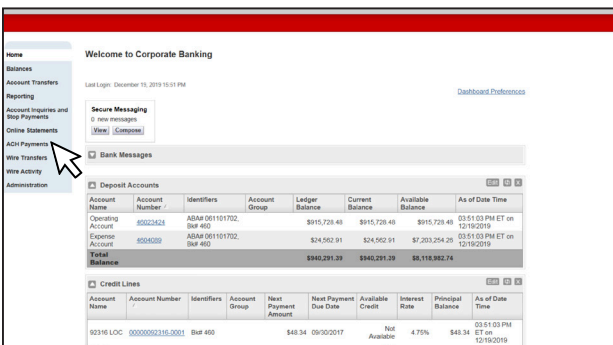 Home
Balances
Account Transfers
Reporting
Account Inquiries and
Stop Payments
Online Statements
ACH Payments
Wire Transfers
Wire Activity
Administration
Welcome to Corporate Banking
Last Login: December 19, 2019 15:51 PM
Dashboard Preferences
Secure Messaging
0 new messages
View Compose
Bank Messages
Deposit Accounts Edit
Account Name Account Number Identifiers Account Group Ledger Balance Current Balance Available Balance As of Date Time
Operating Account 46023424 ABA# 061101702, Bk# 460 $915,728.48 $915,728.48 $915,728.48 03:51:03 PM ET on 12/19/2019
Expense Account 4604089 ABA# 061101702, Bk# 460 $24,562.91 $24,562.91 $7,203,254.26 03:51:03 PM ET on 12/19/2019
Total Balance $940,291.39 $940,291.39 $8,118,982.74
Credit Lines Edit
Account Name Account Number Identifiers Account Group Next Payment Amount Next Payment Due Date Available Credit Interest Rate Principal Balance As of Date Time
92316 LOC 00000092316-0001 Bk# 460 $48.34 09/30/2017 Not Available 4.75% $48.34 03:51:03 PM ET on 12/19/2019